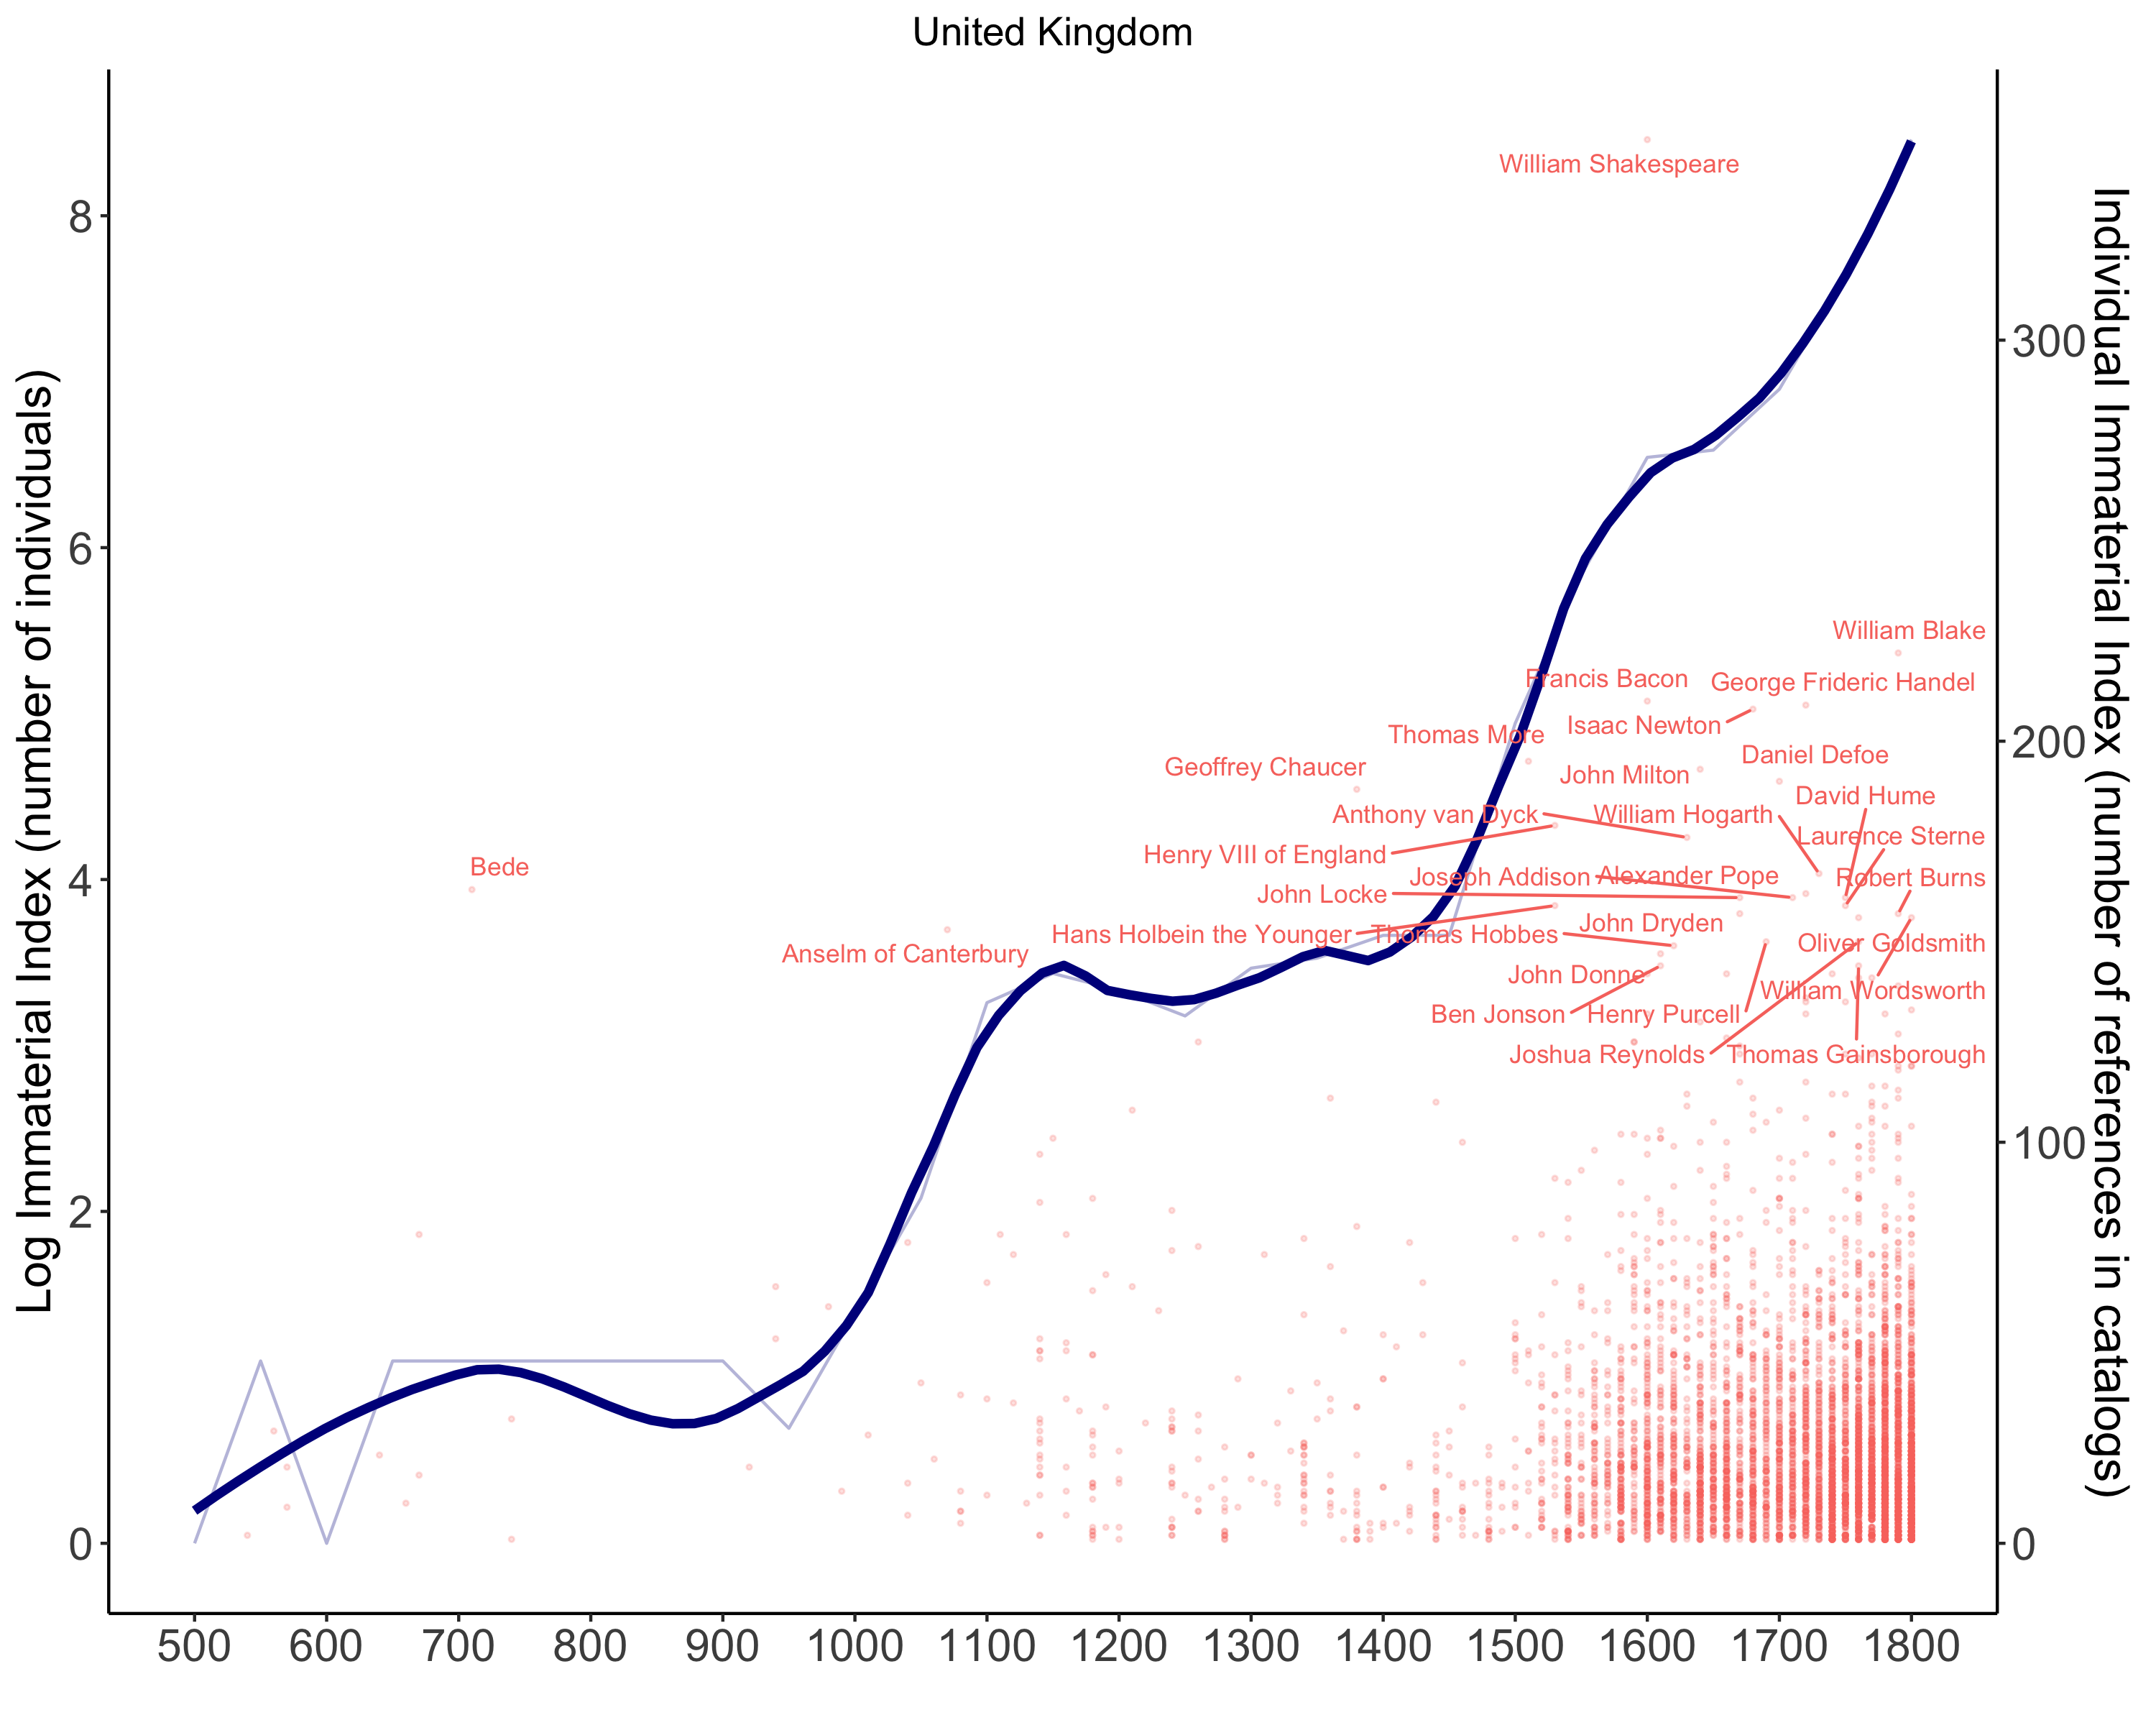 United Kingdom
Log Immaterial Index (number of individuals)
8
6
4
2
0
William Shakespeare
William Blake
Francis Bacon
George Frideric Handel
Isaac Newton
Thomas More
Daniel Defoe
Geoffrey Chaucer
John Milton
David Hume
Anthony van Dyck
William Hogarth
Laurence Sterne
Henry VIII of England
Bede
Joseph Addison
Alexander Pope
Robert Burns
John Locke
John Dryden
Hans Holbein the Younger
Thomas Hobbes
Oliver Goldsmith
Anselm of Canterbury
John Donne
William Wordsworth
Ben Jonson
Henry Purcell
Joshua Reynolds
Thomas Gainsborough
300
200
100
0
Individual Immaterial Index (number of references in catalogs)
500 600 700 800 900 1000 1100 1200 1300 1400 1500 1600 1700 1800